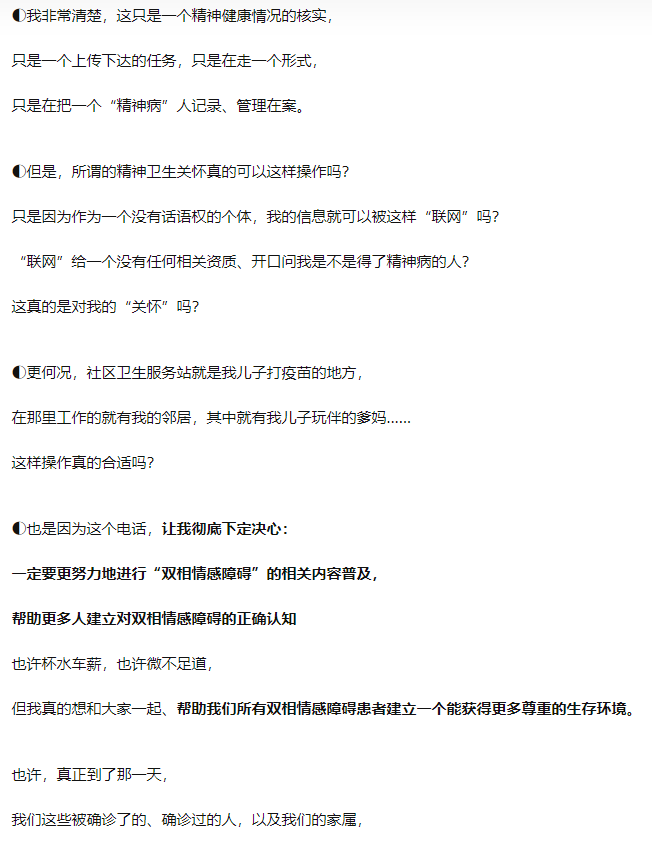 ◐我非常清楚，这只是一个精神健康情况的核实，
只是一个上传下达的任务，只是在走一个形式，
只是在把一个“精神病”人记录、管理在案。
◐但是，所谓的精神卫生关怀真的可以这样操作吗？
只是因为作为一个没有话语权的个体，我的信息就可以被这样“联网”吗？
“联网”给一个没有任何相关资质、开口问我是不是得了精神病的人？
这真的是对我的“关怀”吗？
◐更何况，社区卫生服务站就是我儿子打疫苗的地方，
在那里工作的就有我的邻居，其中就有我儿子玩伴的爹妈……
这样操作真的合适吗？
◐也是因为这个电话，让我彻底下定决心：
一定要更努力地进行“双相情感障碍”的相关内容普及，
帮助更多人建立对双相情感障碍的正确认知
也许杯水车薪，也许微不足道，
但我真的想和大家一起、帮助我们所有双相情感障碍患者建立一个能获得更多尊重的生存环境。
也许，真正到了那一天，
我们这些被确诊了的、确诊过的人，以及我们的家属，